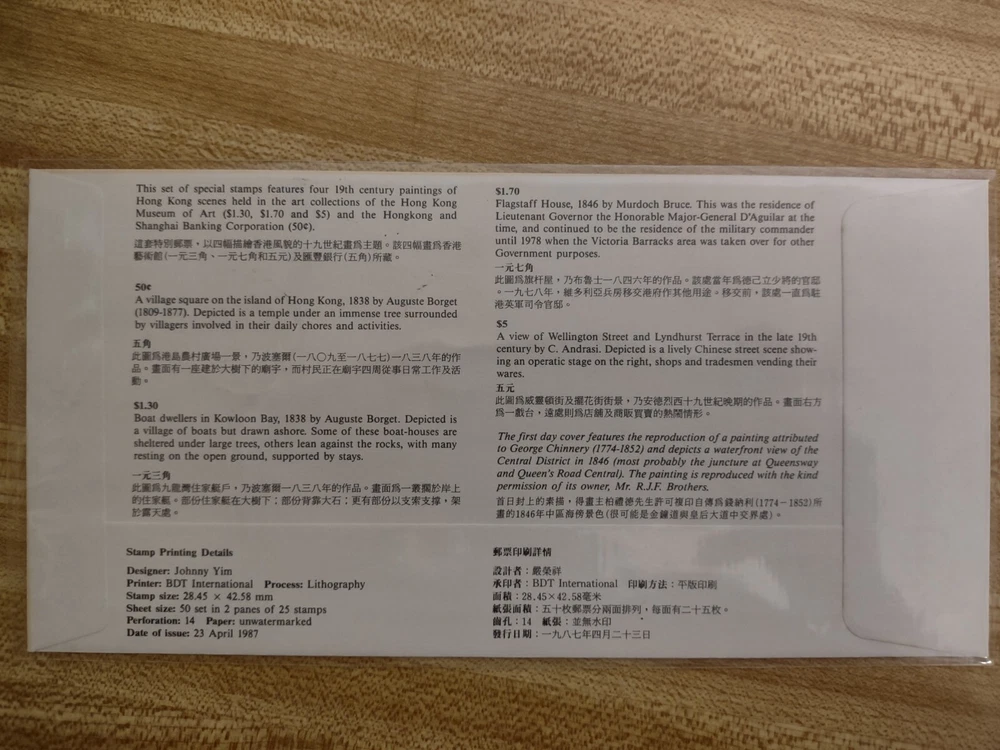 This set of special stamps features four 19th century paintings of
Hong Kong scenes held in the art collections of the Hong Kong
Museum of Art ($1.30, $1.70 and $5) and the Hongkong and
Shanghai Banking Corporation (50¢).
這套特別郵票，以四幅描繪香港風貌的十九世紀畫爲主題。該四幅畫爲香港
藝術館(一元三角、一元七角和五元)及匯豐銀行(五角)所藏。
50¢
A village square on the island of Hong Kong, 1838 by Auguste Borget
(1809-1877). Depicted is a temple under an immense tree surrounded
by villagers involved in their daily chores and activities.
五角
此圖爲港島農村廣場一景，乃波塞爾(一八〇九至一八七七)一八三八年的作
品。畫面有一座建於大樹下的廟宇，而村民正在廟宇四周從事日常工作及活
動。
$1.30
Boat dwellers in Kowloon Bay, 1838 by Auguste Borget. Depicted is
a village of boats but drawn ashore. Some of these boat-houses are
sheltered under large trees, others lean against the rocks, with many
resting on the open ground, supported by stays.
一元三角
此圖爲九龍灣住家艇戶，乃波塞爾一八三八年的作品。畫面爲一叢擱於岸上
的住家艇。部份住家艇在大樹下；部份背靠大石；更有部份以支索支撐，架
於露天處。
$1.70
Flagstaff House, 1846 by Murdoch Bruce. This was the residence of
Lieutenant Governor the Honorable Major-General D'Aguilar at the
time, and continued to be the residence of the military commander
until 1978 when the Victoria Barracks area was taken over for other
Government purposes.
一元七角
此圖爲旗杆屋，乃布魯士一八四六年的作品。該處當年爲德己立少將的官邸
。一九七八年，維多利亞兵房移交港府作其他用途。移交前，該處一直爲駐
港英軍司令官邸。
$5
A view of Wellington Street and Lyndhurst Terrace in the late 19th
century by C. Andrasi. Depicted is a lively Chinese street scene show-
ing an operatic stage on the right, shops and tradesmen vending their
wares.
五元
此圖爲威靈頓街及擺花街街景，乃安德烈西十九世紀晚期的作品。畫面右方
爲一戲台，遠處則爲店舖及商販買賣的熱鬧情形。
The first day cover features the reproduction of a painting attributed
to George Chinnery (1774-1852) and depicts a waterfront view of the
Central District in 1846 (most probably the juncture at Queensway
and Queen's Road Central). The painting is reproduced with the kind
permission of its owner, Mr. R.J.F. Brothers.
首日封上的素描，得畫主柏禮德先生許可複印自傳爲錢納利(1774－1852)所
畫的1846年中區海傍景色(很可能是金鐘道與皇后大道中交界處)。
Stamp Printing Details
Designer: Johnny Yim
Printer: BDT International Process: Lithography
Stamp size: 28.45 × 42.58 mm
Sheet size: 50 set in 2 panes of 25 stamps
Perforation: 14 Paper: unwatermarked
Date of issue: 23 April 1987
郵票印刷詳情
設計者：嚴榮祥
承印者：BDT International 印刷方法：平版印刷
面積：28.45×42.58毫米
紙張面積：五十枚郵票分兩面排列，每面有二十五枚。
齒孔：14 紙張：並無水印
發行日期：一九八七年四月二十三日